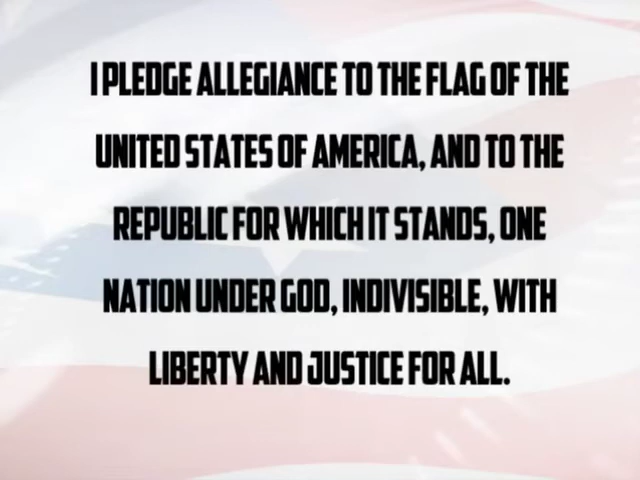 I PLEDGE ALLEGIANCE TO THE FLAG OF THE
UNITED STATES OF AMERICA, AND TO THE
REPUBLIC FOR WHICH IT STANDS, ONE
NATION UNDER GOD, INDIVISIBLE, WITH
LIBERTY AND JUSTICE FOR ALL.